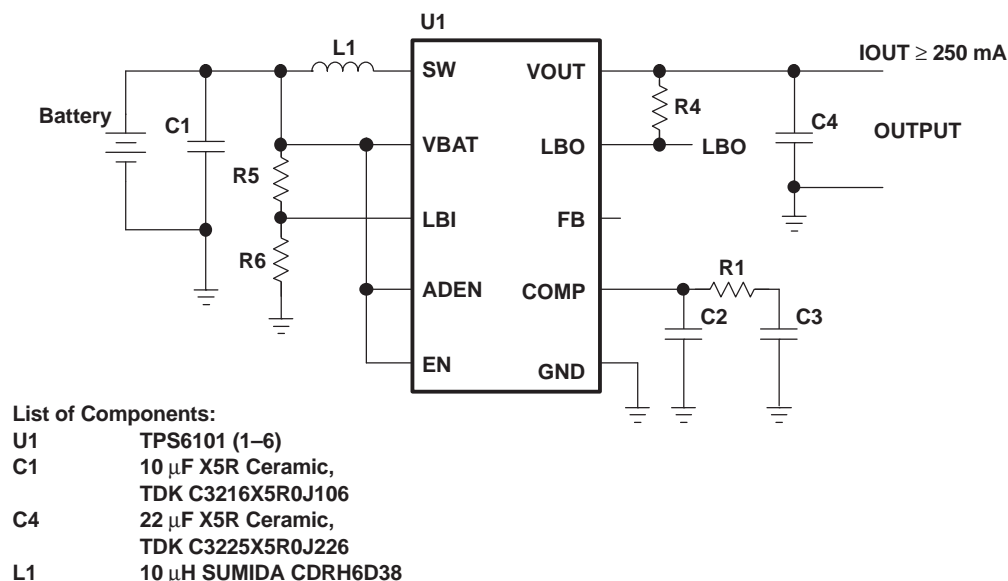 U1
L1
SW
VOUT
IOUT ≥ 250 mA
R4
Battery
C1
C4
OUTPUT
VBAT
LBO
LBO
R5
LBI
FB
R6
R1
ADEN
COMP
C2
C3
EN
GND
List of Components:
U1 TPS6101 (1–6)
C1 10 μF X5R Ceramic,
TDK C3216X5R0J106
C4 22 μF X5R Ceramic,
TDK C3225X5R0J226
L1 10 μH SUMIDA CDRH6D38